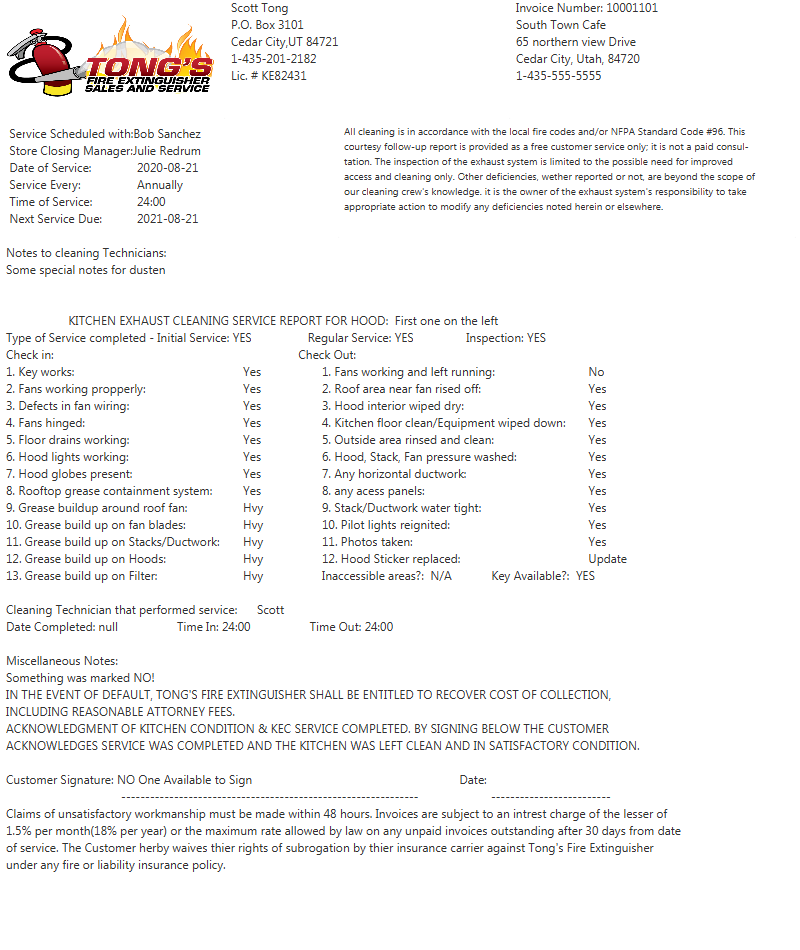 TONG'S
FIRE EXTINGUISHER
SALES AND SERVICE
Scott Tong
P.O. Box 3101
Cedar City,UT 84721
1-435-201-2182
Lic. # KE82431
Invoice Number: 10001101
South Town Cafe
65 northern view Drive
Cedar City, Utah, 84720
1-435-555-5555
Service Scheduled with:Bob Sanchez
Store Closing Manager:Julie Redrum
Date of Service: 2020-08-21
Service Every: Annually
Time of Service: 24:00
Next Service Due: 2021-08-21
All cleaning is in accordance with the local fire codes and/or NFPA Standard Code #96. This
courtesy follow-up report is provided as a free customer service only; it is not a paid consul-
tation. The inspection of the exhaust system is limited to the possible need for improved
access and cleaning only. Other deficiencies, wether reported or not, are beyond the scope of
our cleaning crew's knowledge. it is the owner of the exhaust system's responsibility to take
appropriate action to modify any deficiencies noted herein or elsewhere.
Notes to cleaning Technicians:
Some special notes for dusten
KITCHEN EXHAUST CLEANING SERVICE REPORT FOR HOOD: First one on the left
Type of Service completed - Initial Service: YES Regular Service: YES Inspection: YES
Check in: Check Out:
1. Key works: Yes 1. Fans working and left running: No
2. Fans working propperly: Yes 2. Roof area near fan rised off: Yes
3. Defects in fan wiring: Yes 3. Hood interior wiped dry: Yes
4. Fans hinged: Yes 4. Kitchen floor clean/Equipment wiped down: Yes
5. Floor drains working: Yes 5. Outside area rinsed and clean: Yes
6. Hood lights working: Yes 6. Hood, Stack, Fan pressure washed: Yes
7. Hood globes present: Yes 7. Any horizontal ductwork: Yes
8. Rooftop grease containment system: Yes 8. any acess panels: Yes
9. Grease buildup around roof fan: Hvy 9. Stack/Ductwork water tight: Yes
10. Grease build up on fan blades: Hvy 10. Pilot lights reignited: Yes
11. Grease build up on Stacks/Ductwork: Hvy 11. Photos taken: Yes
12. Grease build up on Hoods: Hvy 12. Hood Sticker replaced: Update
13. Grease build up on Filter: Hvy Inaccessible areas?: N/A Key Available?: YES
Cleaning Technician that performed service: Scott
Date Completed: null Time In: 24:00 Time Out: 24:00
Miscellaneous Notes:
Something was marked NO!
IN THE EVENT OF DEFAULT, TONG'S FIRE EXTINGUISHER SHALL BE ENTITLED TO RECOVER COST OF COLLECTION,
INCLUDING REASONABLE ATTORNEY FEES.
ACKNOWLEDGMENT OF KITCHEN CONDITION & KEC SERVICE COMPLETED. BY SIGNING BELOW THE CUSTOMER
ACKNOWLEDGES SERVICE WAS COMPLETED AND THE KITCHEN WAS LEFT CLEAN AND IN SATISFACTORY CONDITION.
Customer Signature: NO One Available to Sign Date:
Claims of unsatisfactory workmanship must be made within 48 hours. Invoices are subject to an intrest charge of the lesser of
1.5% per month(18% per year) or the maximum rate allowed by law on any unpaid invoices outstanding after 30 days from date
of service. The Customer herby waives thier rights of subrogation by thier insurance carrier against Tong's Fire Extinguisher
under any fire or liability insurance policy.